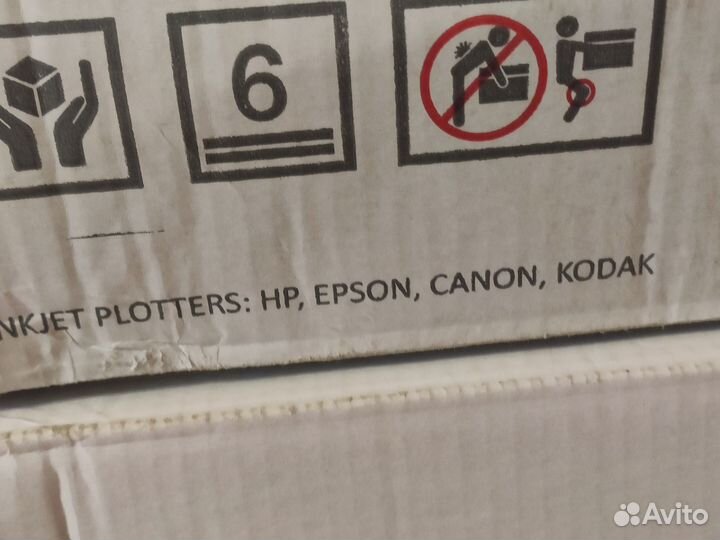 6
NKJET PLOTTERS: HP, EPSON, CANON, KODAK
Avito